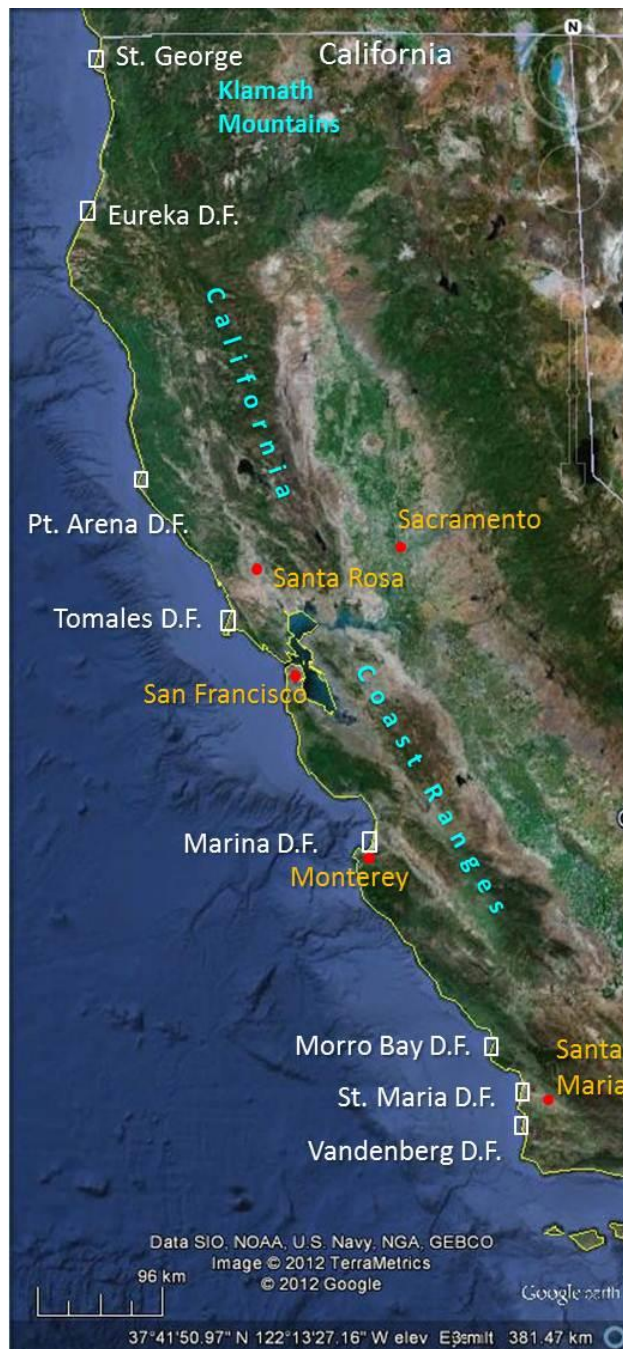 N
California
St. George
Klamath
Mountains
Eureka D.F.
California
Sacramento
Pt. Arena D.F.
Santa Rosa
Tomales D.F.
San Francisco
Coast Ranges
Marina D.F.
Monterey
Morro Bay D.F.
Santa
Maria
St. Maria D.F.
Vandenberg D.F.
Data SIO, NOAA, U.S. Navy, NGA, GEBCO
Image © 2012 TerraMetrics
© 2012 Google
96 km
Google earth
37°41'50.97" N 122°13'27.16" W elev 381.47 km